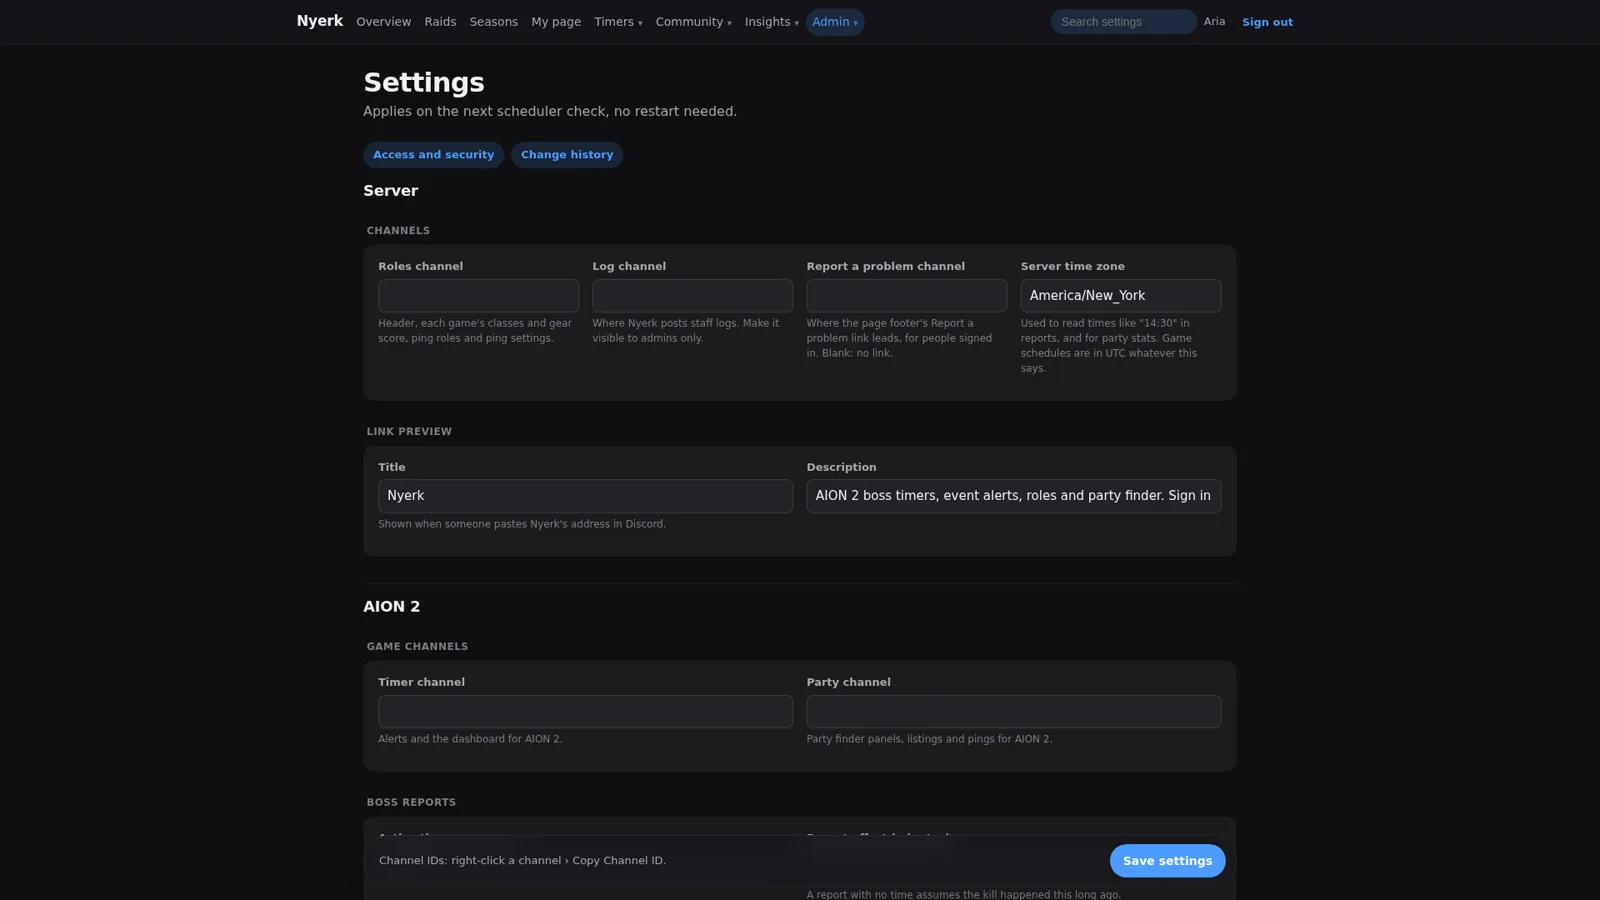 Nyerk Overview Raids Seasons My page Timers ▾ Community ▾ Insights ▾ Admin ▾ Search settings Aria Sign out
Settings
Applies on the next scheduler check, no restart needed.
Access and security Change history
Server
CHANNELS
Roles channel
Header, each game's classes and gear
score, ping roles and ping settings.
Log channel
Where Nyerk posts staff logs. Make it
visible to admins only.
Report a problem channel
Where the page footer's Report a
problem link leads, for people signed
in. Blank: no link.
Server time zone
America/New_York
Used to read times like "14:30" in
reports, and for party stats. Game
schedules are in UTC whatever this
says.
LINK PREVIEW
Title
Nyerk
Shown when someone pastes Nyerk's address in Discord.
Description
AION 2 boss timers, event alerts, roles and party finder. Sign in
AION 2
GAME CHANNELS
Timer channel
Alerts and the dashboard for AION 2.
Party channel
Party finder panels, listings and pings for AION 2.
BOSS REPORTS
Channel IDs: right-click a channel › Copy Channel ID.
Save settings
A report with no time assumes the kill happened this long ago.